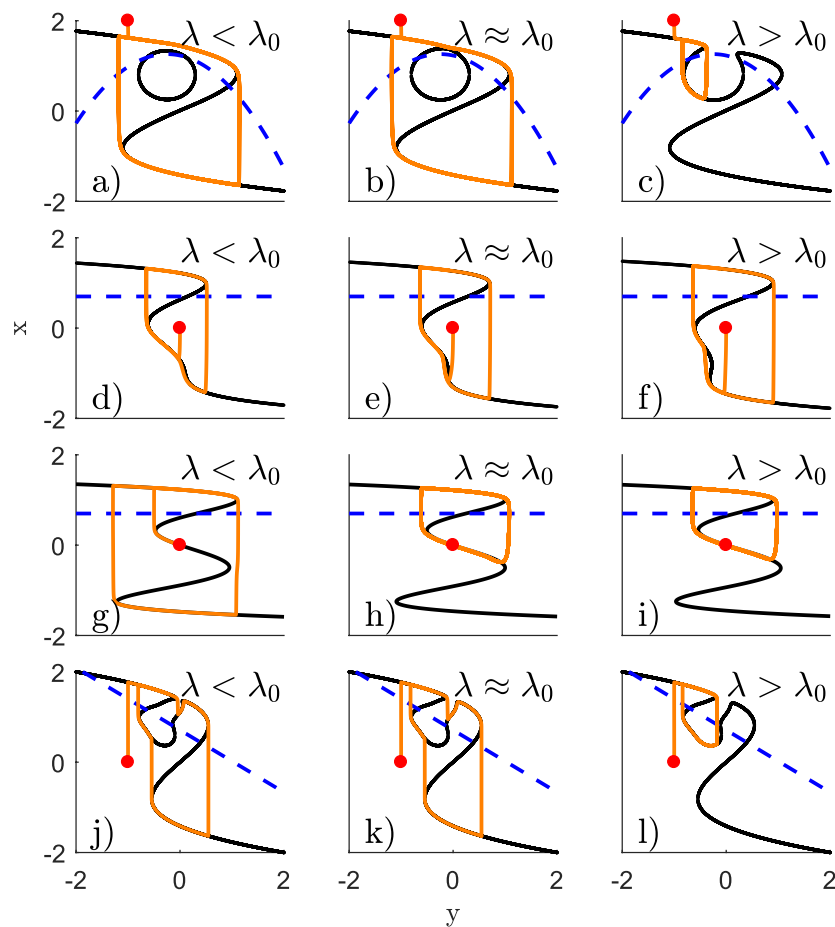 2
0
-2
λ < λ₀
a)
λ ≈ λ₀
b)
λ > λ₀
c)
2
0
-2
λ < λ₀
d)
λ ≈ λ₀
e)
λ > λ₀
f)
x
2
0
-2
λ < λ₀
g)
λ ≈ λ₀
h)
λ > λ₀
i)
2
0
-2
λ < λ₀
j)
λ ≈ λ₀
k)
λ > λ₀
l)
-2 0 2
-2 0 2
-2 0 2
y